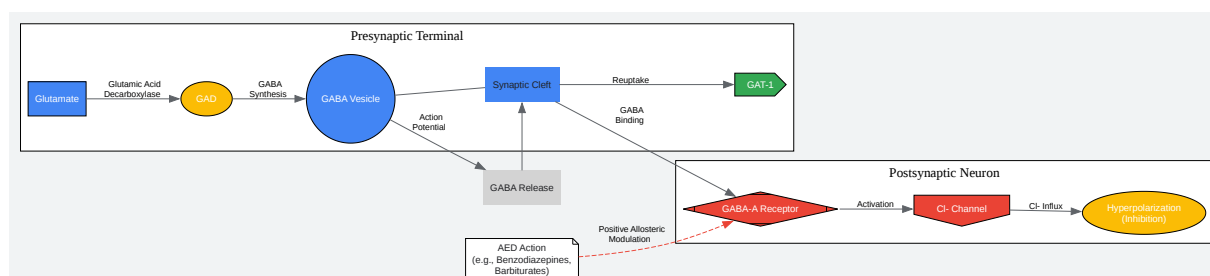 Presynaptic Terminal
Glutamate
Glutamic Acid
Decarboxylase
GAD
GABA
Synthesis
GABA Vesicle
Synaptic Cleft
Reuptake
GAT-1
Action
Potential
GABA
Binding
GABA Release
Postsynaptic Neuron
GABA-A Receptor
Activation
Cl- Channel
Cl- Influx
Hyperpolarization
(Inhibition)
Positive Allosteric
Modulation
AED Action
(e.g., Benzodiazepines,
Barbiturates)